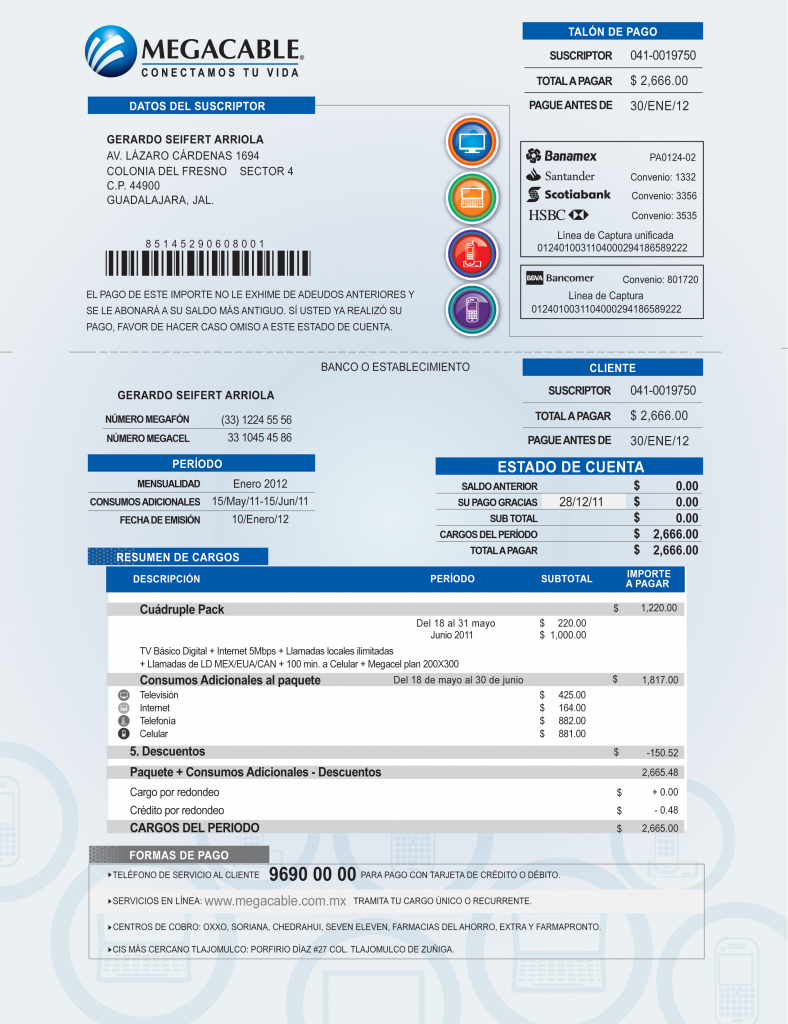 MEGACABLE®
CONECTAMOS TU VIDA
TALÓN DE PAGO
SUSCRIPTOR 041-0019750
TOTAL A PAGAR $ 2,666.00
PAGUE ANTES DE 30/ENE/12
DATOS DEL SUSCRIPTOR
GERARDO SEIFERT ARRIOLA
AV. LÁZARO CÁRDENAS 1694
COLONIA DEL FRESNO SECTOR 4
C.P. 44900
GUADALAJARA, JAL.
85145290608001
EL PAGO DE ESTE IMPORTE NO LE EXHIME DE ADEUDOS ANTERIORES Y
SE LE ABONARÁ A SU SALDO MÁS ANTIGUO. SÍ USTED YA REALIZÓ SU
PAGO, FAVOR DE HACER CASO OMISO A ESTE ESTADO DE CUENTA.
Banamex PA0124-02
Santander Convenio: 1332
Scotiabank Convenio: 3356
HSBC Convenio: 3535
Línea de Captura unificada
0124010031104000294186589222
BBVA Bancomer Convenio: 801720
Línea de Captura
0124010031104000294186589222
BANCO O ESTABLECIMIENTO
CLIENTE
SUSCRIPTOR 041-0019750
TOTAL A PAGAR $ 2,666.00
PAGUE ANTES DE 30/ENE/12
GERARDO SEIFERT ARRIOLA
NÚMERO MEGAFÓN (33) 1224 55 56
NÚMERO MEGACEL 33 1045 45 86
PERÍODO
MENSUALIDAD Enero 2012
CONSUMOS ADICIONALES 15/May/11-15/Jun/11
FECHA DE EMISIÓN 10/Enero/12
ESTADO DE CUENTA
SALDO ANTERIOR $ 0.00
SU PAGO GRACIAS 28/12/11 $ 0.00
SUB TOTAL $ 0.00
CARGOS DEL PERÍODO $ 2,666.00
TOTAL A PAGAR $ 2,666.00
RESUMEN DE CARGOS
DESCRIPCIÓN PERÍODO SUBTOTAL IMPORTE A PAGAR
Cuádruple Pack $ 1,220.00
Del 18 al 31 mayo $ 220.00
Junio 2011 $ 1,000.00
TV Básico Digital + Internet 5Mbps + Llamadas locales ilimitadas
+ Llamadas de LD MEX/EUA/CAN + 100 min. a Celular + Megacel plan 200X300
Consumos Adicionales al paquete Del 18 de mayo al 30 de junio $ 1,817.00
Televisión $ 425.00
Internet $ 164.00
Telefonía $ 882.00
Celular $ 881.00
5. Descuentos $ -150.52
Paquete + Consumos Adicionales - Descuentos 2,665.48
Cargo por redondeo $ + 0.00
Crédito por redondeo $ - 0.48
CARGOS DEL PERIODO $ 2,665.00
FORMAS DE PAGO
TELÉFONO DE SERVICIO AL CLIENTE 9690 00 00 PARA PAGO CON TARJETA DE CRÉDITO O DÉBITO.
SERVICIOS EN LÍNEA: www.megacable.com.mx TRAMITA TU CARGO ÚNICO O RECURRENTE.
CENTROS DE COBRO: OXXO, SORIANA, CHEDRAHUI, SEVEN ELEVEN, FARMACIAS DEL AHORRO, EXTRA Y FARMAPRONTO.
CIS MÁS CERCANO TLAJOMULCO: PORFIRIO DÍAZ #27 COL. TLAJOMULCO DE ZUÑIGA.